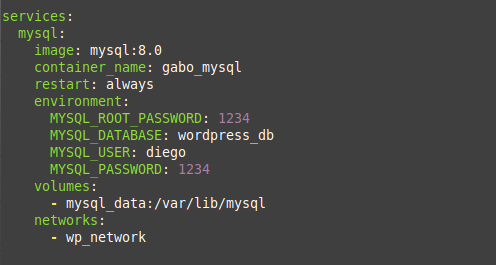 services:
  mysql:
    image: mysql:8.0
    container_name: gabo_mysql
    restart: always
    environment:
      MYSQL_ROOT_PASSWORD: 1234
      MYSQL_DATABASE: wordpress_db
      MYSQL_USER: diego
      MYSQL_PASSWORD: 1234
    volumes:
      - mysql_data:/var/lib/mysql
    networks:
      - wp_network